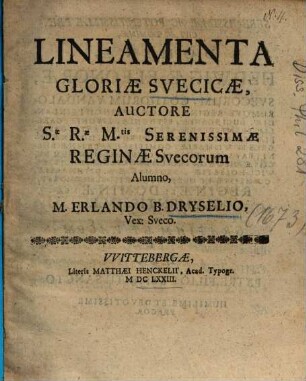 LINEAMENTA
GLORIÆ SVECICÆ,
AUCTORE
S.æ R.æ M.tis SERENISSIMÆ
REGINÆ Svecorum
Alumno,
M. ERLANDO B. DRYSELIO,
Vex: Sveco.
(1673)
VVITTEBERGÆ,
Literis MATTHÆI HENCKELII, Acad. Typogr.
M DC LXXIII.